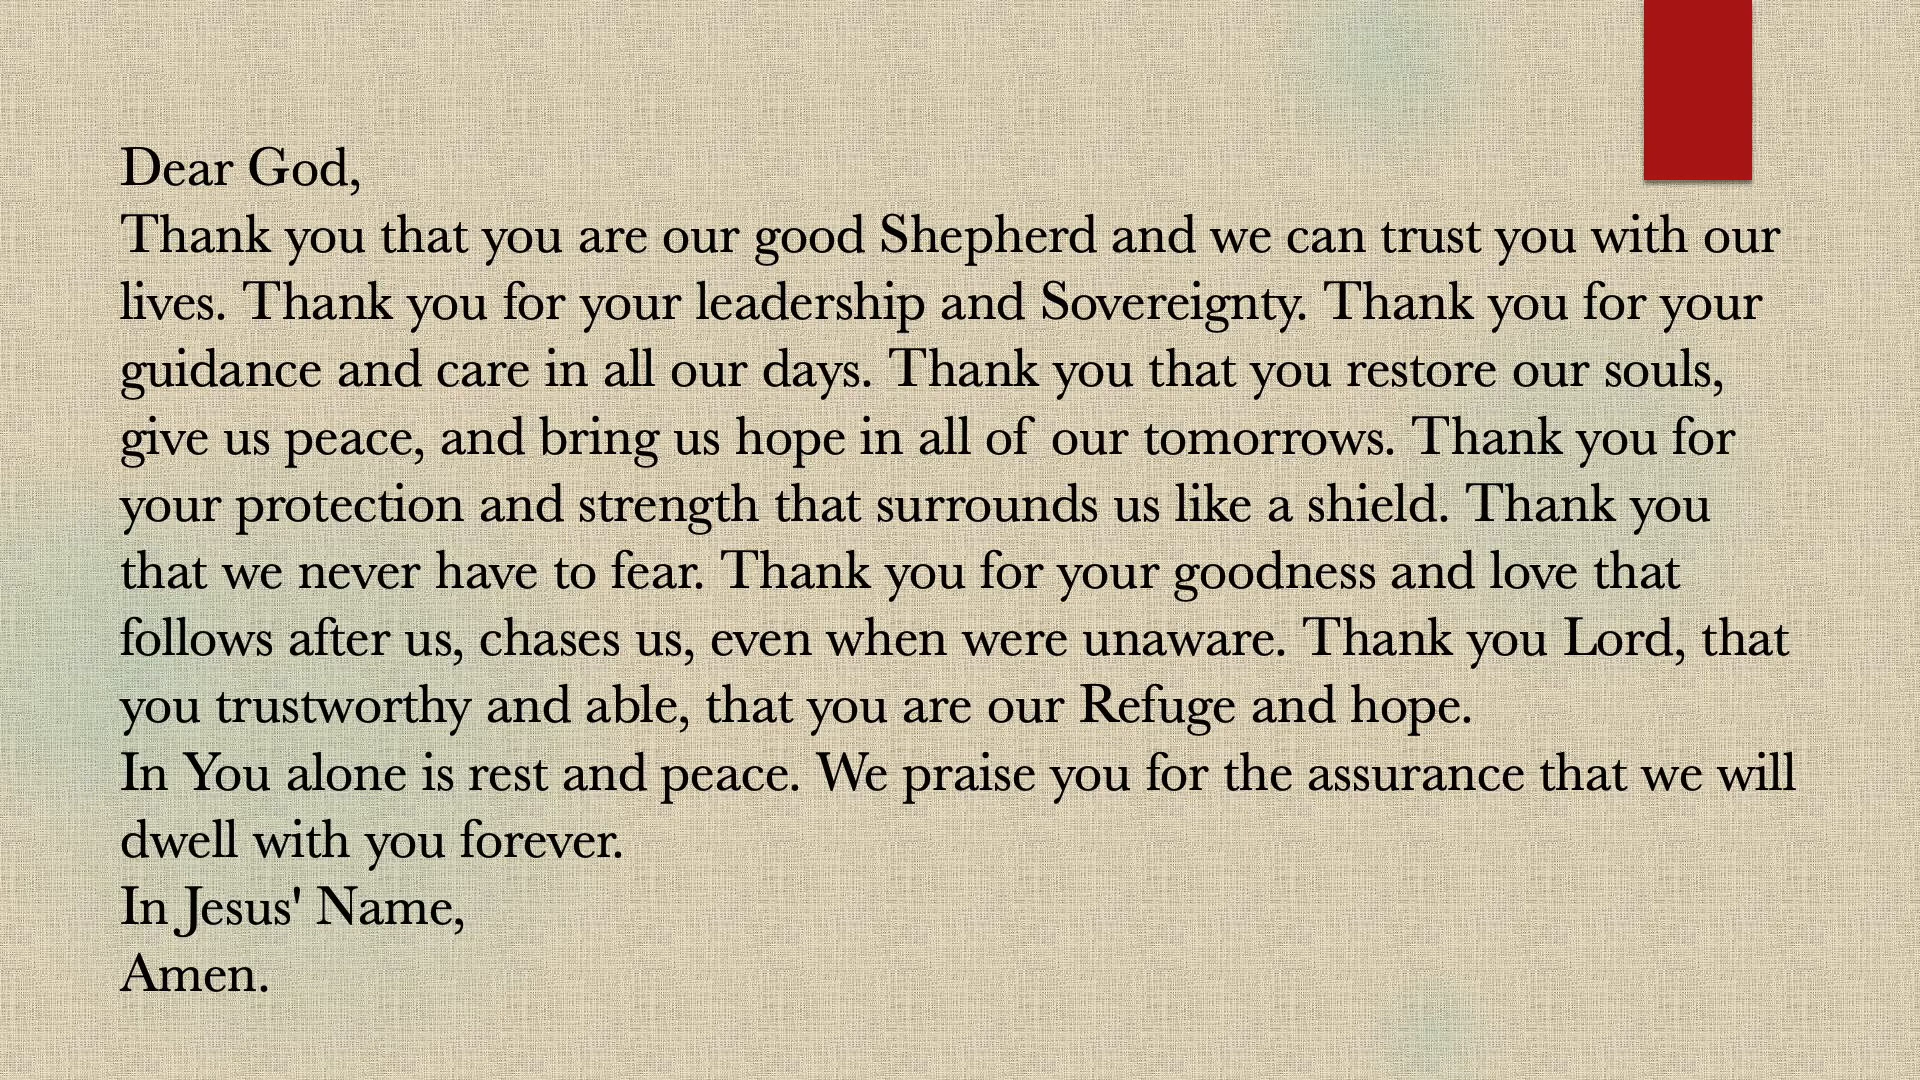 Dear God,
Thank you that you are our good Shepherd and we can trust you with our
lives. Thank you for your leadership and Sovereignty. Thank you for your
guidance and care in all our days. Thank you that you restore our souls,
give us peace, and bring us hope in all of our tomorrows. Thank you for
your protection and strength that surrounds us like a shield. Thank you
that we never have to fear. Thank you for your goodness and love that
follows after us, chases us, even when were unaware. Thank you Lord, that
you trustworthy and able, that you are our Refuge and hope.
In You alone is rest and peace. We praise you for the assurance that we will
dwell with you forever.
In Jesus' Name,
Amen.